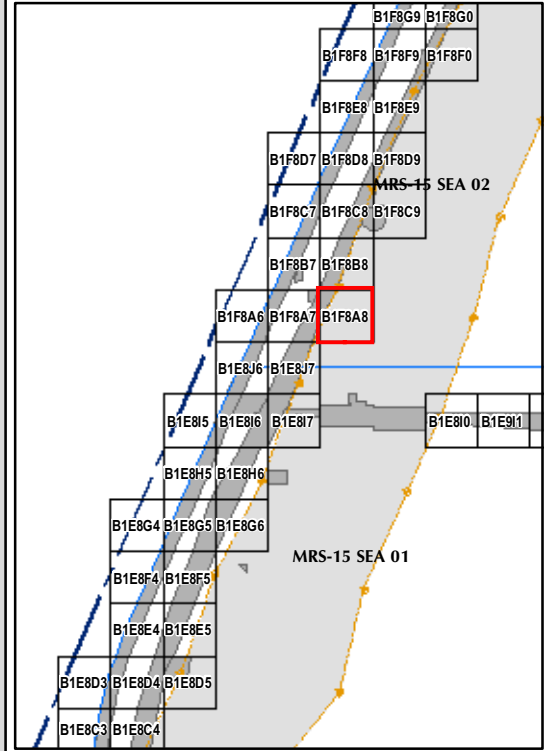 B1F8G9 B1F8G0
B1F8F8 B1F8F9 B1F8F0
B1F8E8 B1F8E9
B1F8D7 B1F8D8 B1F8D9
MRS-15 SEA 02
B1F8C7 B1F8C8 B1F8C9
B1F8B7 B1F8B8
B1F8A6 B1F8A7 B1F8A8
B1E8J6 B1E8J7
B1E8I5 B1E8I6 B1E8I7 B1E8I0 B1E9I1
B1E8H5 B1E8H6
B1E8G4 B1E8G5 B1E8G6
MRS-15 SEA 01
B1E8F4 B1E8F5
B1E8E4 B1E8E5
B1E8D3 B1E8D4 B1E8D5
B1E8C3 B1E8C4